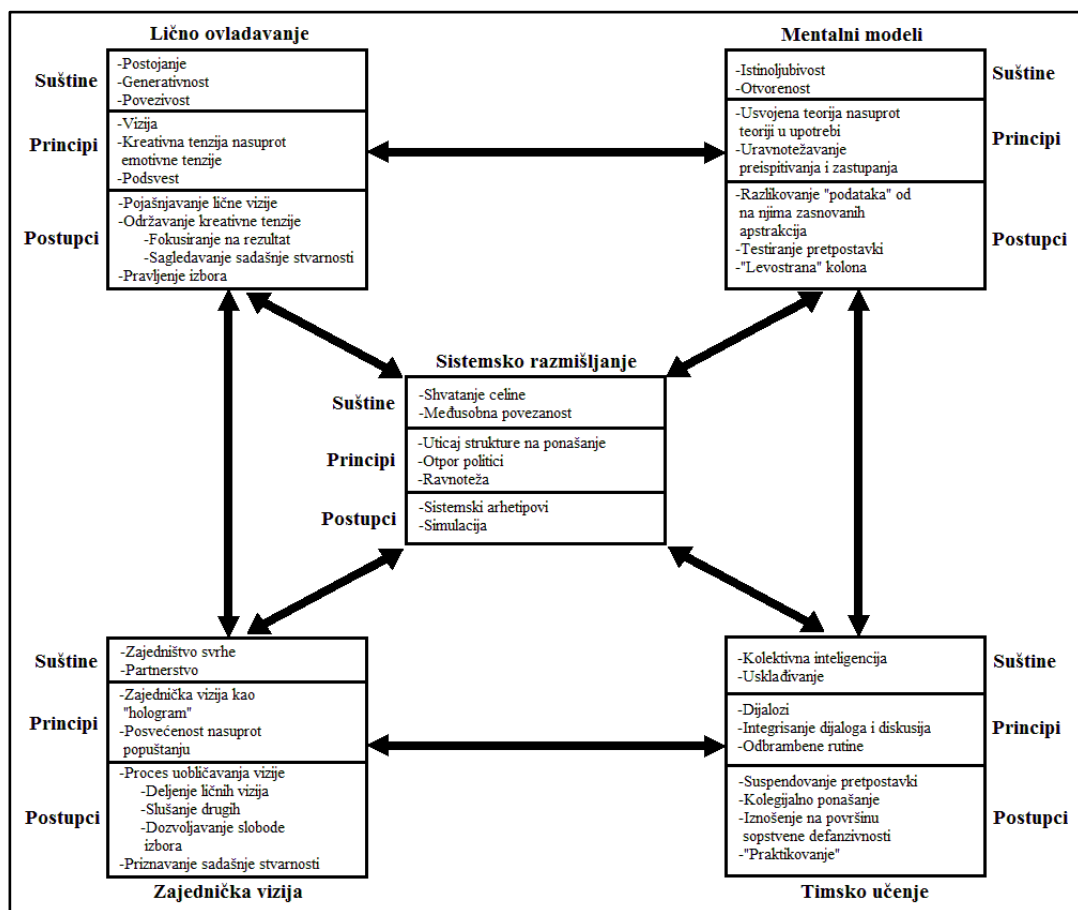 Lično ovladavanje
Suštine
-Postojanje
-Generativnost
-Povezivost
Principi
-Vizija
-Kreativna tenzija nasuprot
emotivne tenzije
-Podsvest
Postupci
-Pojašnjavanje lične vizije
-Održavanje kreativne tenzije
-Fokusiranje na rezultat
-Sagledavanje sadašnje stvarnosti
-Pravljenje izbora
Mentalni modeli
Suštine
-Istinoljubivost
-Otvorenost
Principi
-Usvojena teorija nasuprot
teoriji u upotrebi
-Uravnotežavanje
preispitivanja i zastupanja
Postupci
-Razlikovanje "podataka" od
na njima zasnovanih
apstrakcija
-Testiranje pretpostavki
-"Levostrana" kolona
Sistemsko razmišljanje
Suštine
-Shvatanje celine
-Međusobna povezanost
Principi
-Uticaj strukture na ponašanje
-Otpor politici
-Ravnoteža
Postupci
-Sistemski arhetipovi
-Simulacija
Suštine
-Zajedništvo svrhe
-Partnerstvo
Principi
-Zajednička vizija kao
"hologram"
-Posvećenost nasuprot
popuštanju
Postupci
-Proces uobličavanja vizije
-Deljenje ličnih vizija
-Slušanje drugih
-Dozvoljavanje slobode
izbora
-Priznavanje sadašnje stvarnosti
Zajednička vizija
Suštine
-Kolektivna inteligencija
-Usklađivanje
Principi
-Dijalozi
-Integrisanje dijaloga i diskusija
-Odbrambene rutine
Postupci
-Suspendovanje pretpostavki
-Kolegijalno ponašanje
-Iznošenje na površinu
sopstvene defanzivnosti
-"Praktikovanje"
Timsko učenje